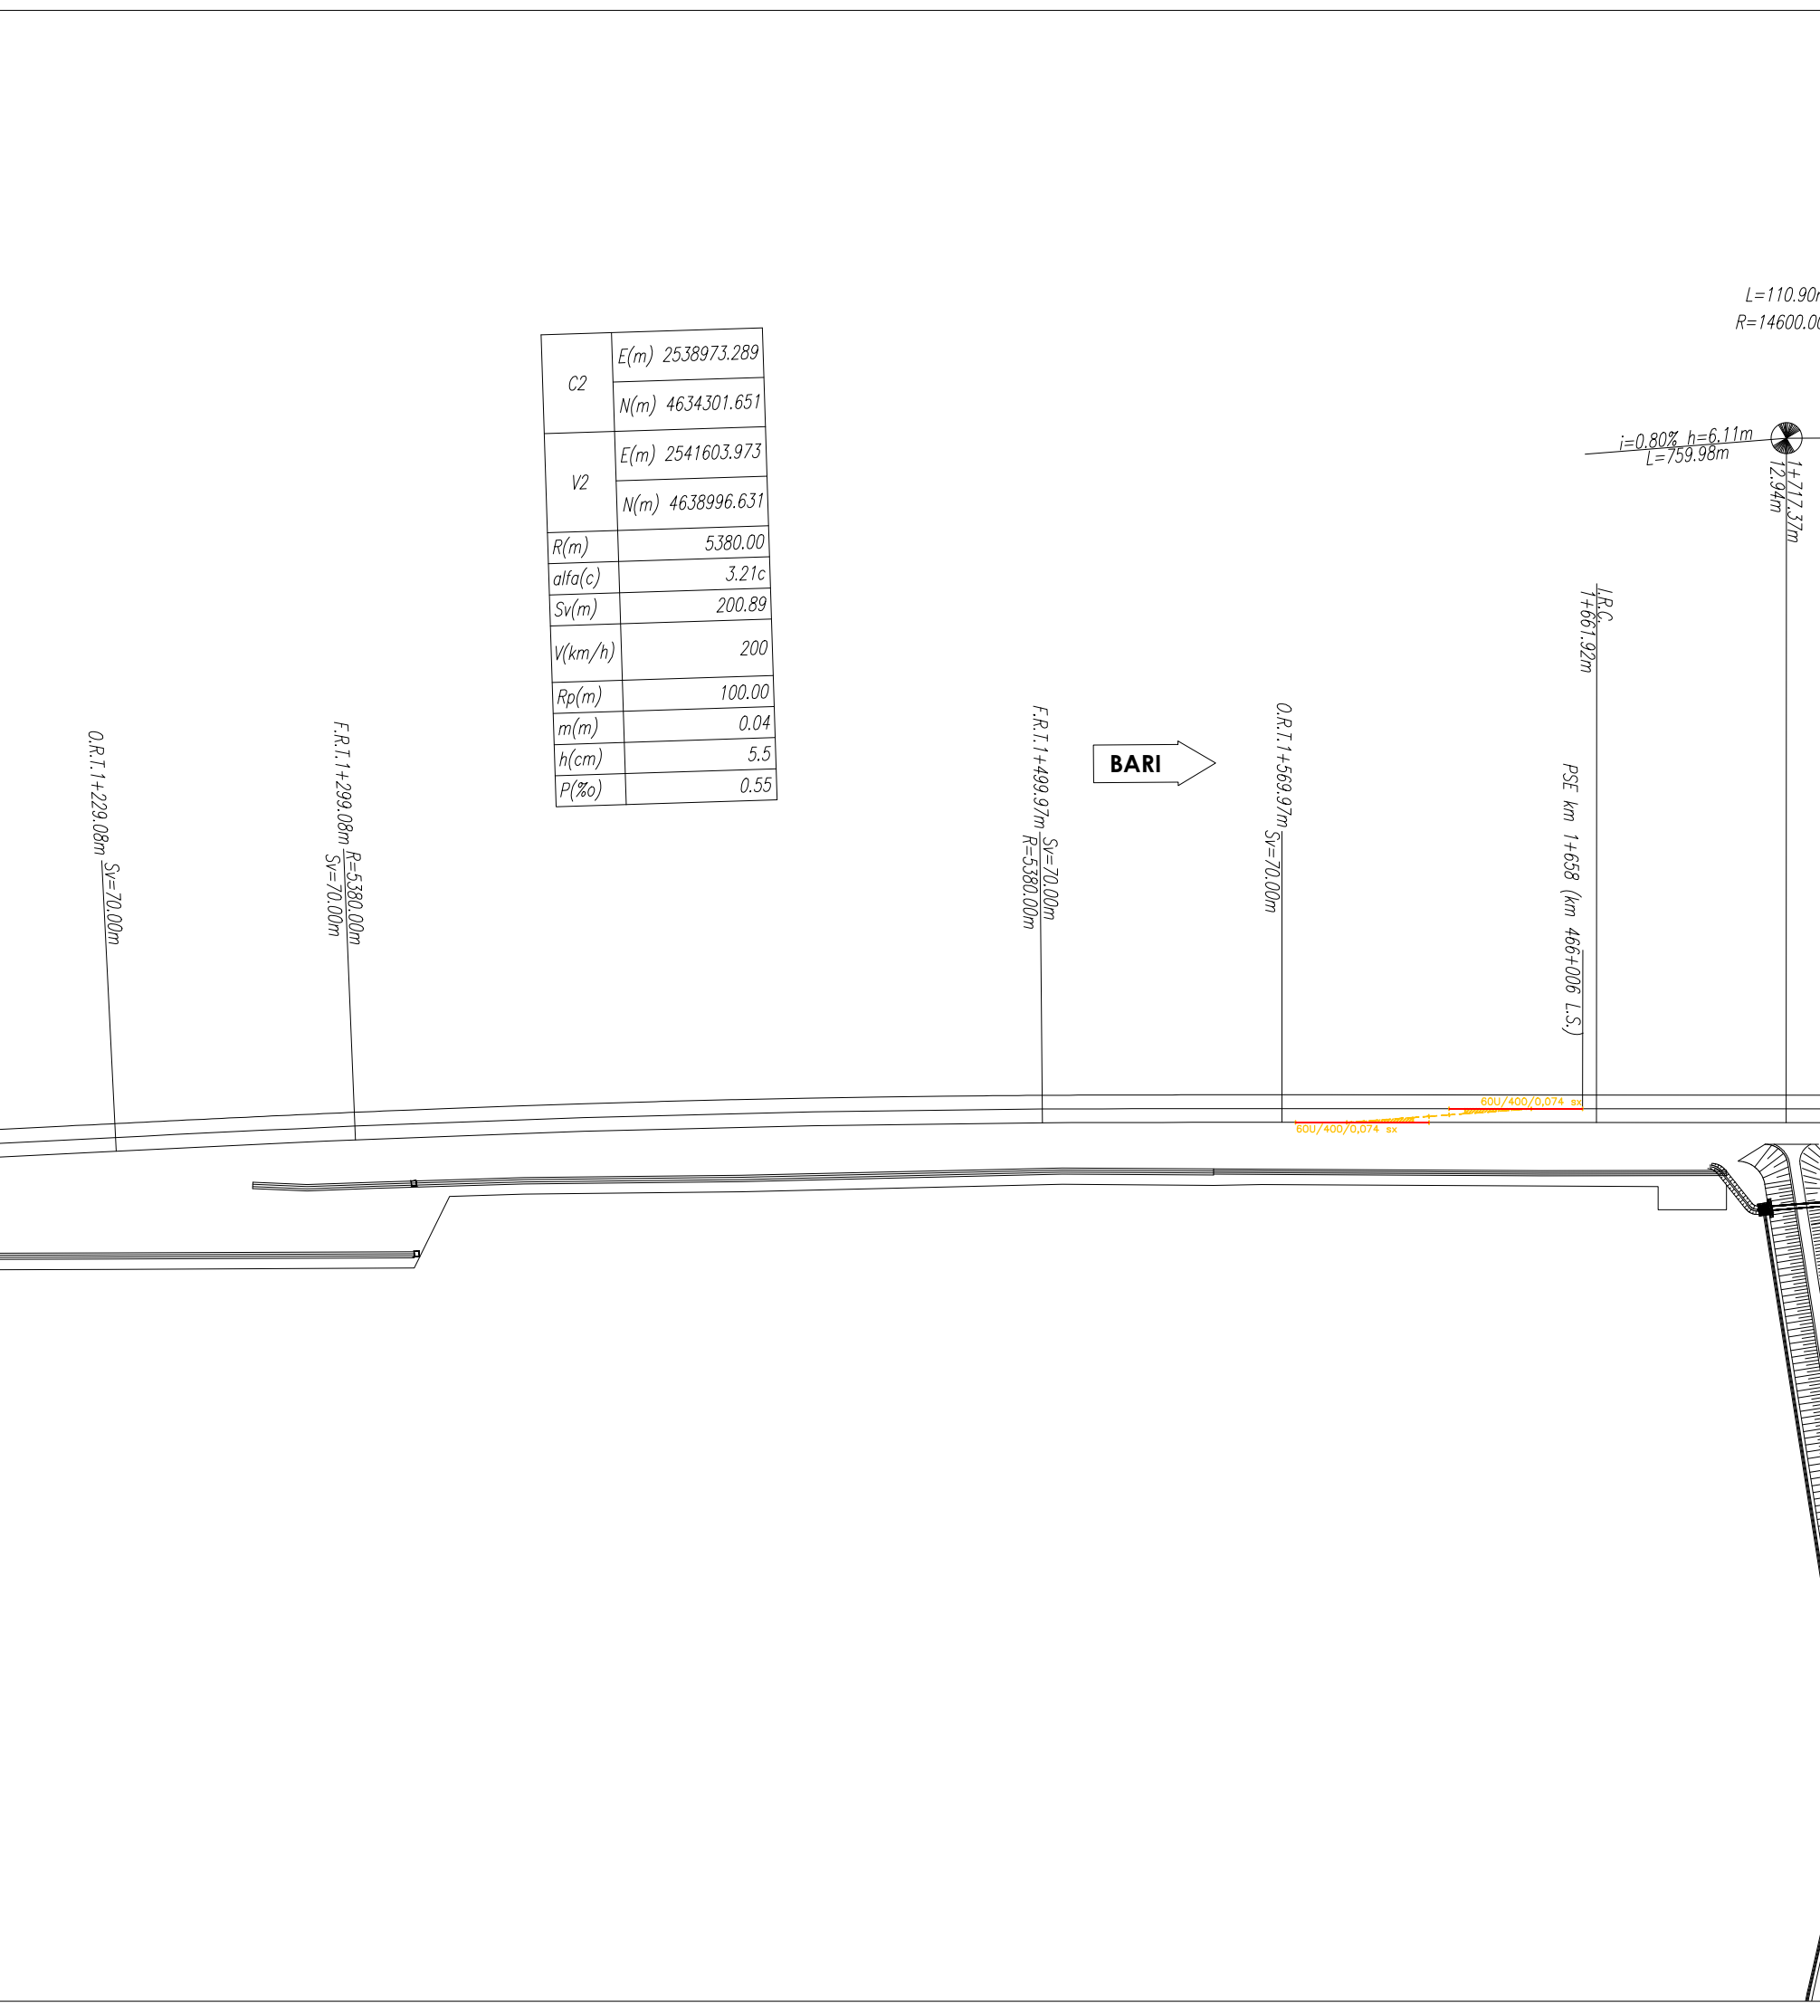 L=110.90
R=14600.00
i=0.80% h=6.11m
L=759.98m
1+717.37m
12.94m
C2
E(m) 2538973.289
N(m) 4634301.651
V2
E(m) 2541603.973
N(m) 4638996.631
R(m) 5380.00
alfa(c) 3.21c
Sv(m) 200.89
V(km/h) 200
Rp(m) 100.00
m(m) 0.04
h(cm) 5.5
P(‰) 0.55
I.R.C.
1+661.92m
PSE km 1+658 (km 466+006 L.S.)
O.R.T.1+229.08m Sv=70.00m
F.R.T.1+299.08m R=5380.00m
Sv=70.00m
F.R.T.1+499.97m Sv=70.00m
R=5380.00m
BARI
O.R.T.1+569.97m Sv=70.00m
60U/400/0,074 sx
60U/400/0,074 sx